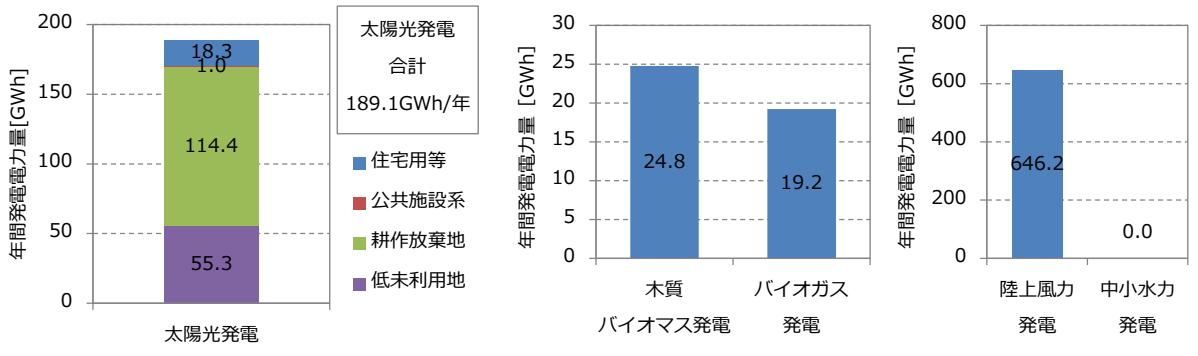 年間発電電力量[GWh]
200
150
100
50
0
18.3
1.0
114.4
55.3
太陽光発電
太陽光発電
合計
189.1GWh/年
住宅用等
公共施設系
耕作放棄地
低未利用地
年間発電電力量 [GWh]
30
25
20
15
10
5
0
24.8
19.2
木質
バイオマス発電
バイオガス
発電
年間発電電力量 [GWh]
800
600
400
200
0
646.2
0.0
陸上風力
発電
中小水力
発電